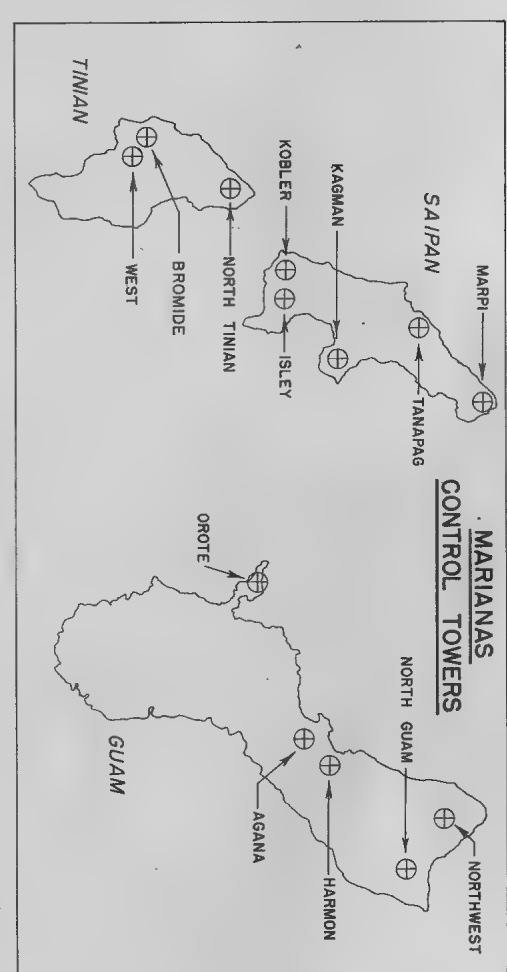 MARIANAS
CONTROL TOWERS
SAIPAN
MARPI
TANAPAG
KAGMAN
KOBLER
ISLEY
TINIAN
NORTH TINIAN
BROMIDE
WEST
GUAM
NORTHWEST
NORTH GUAM
HARMON
AGANA
OROTE